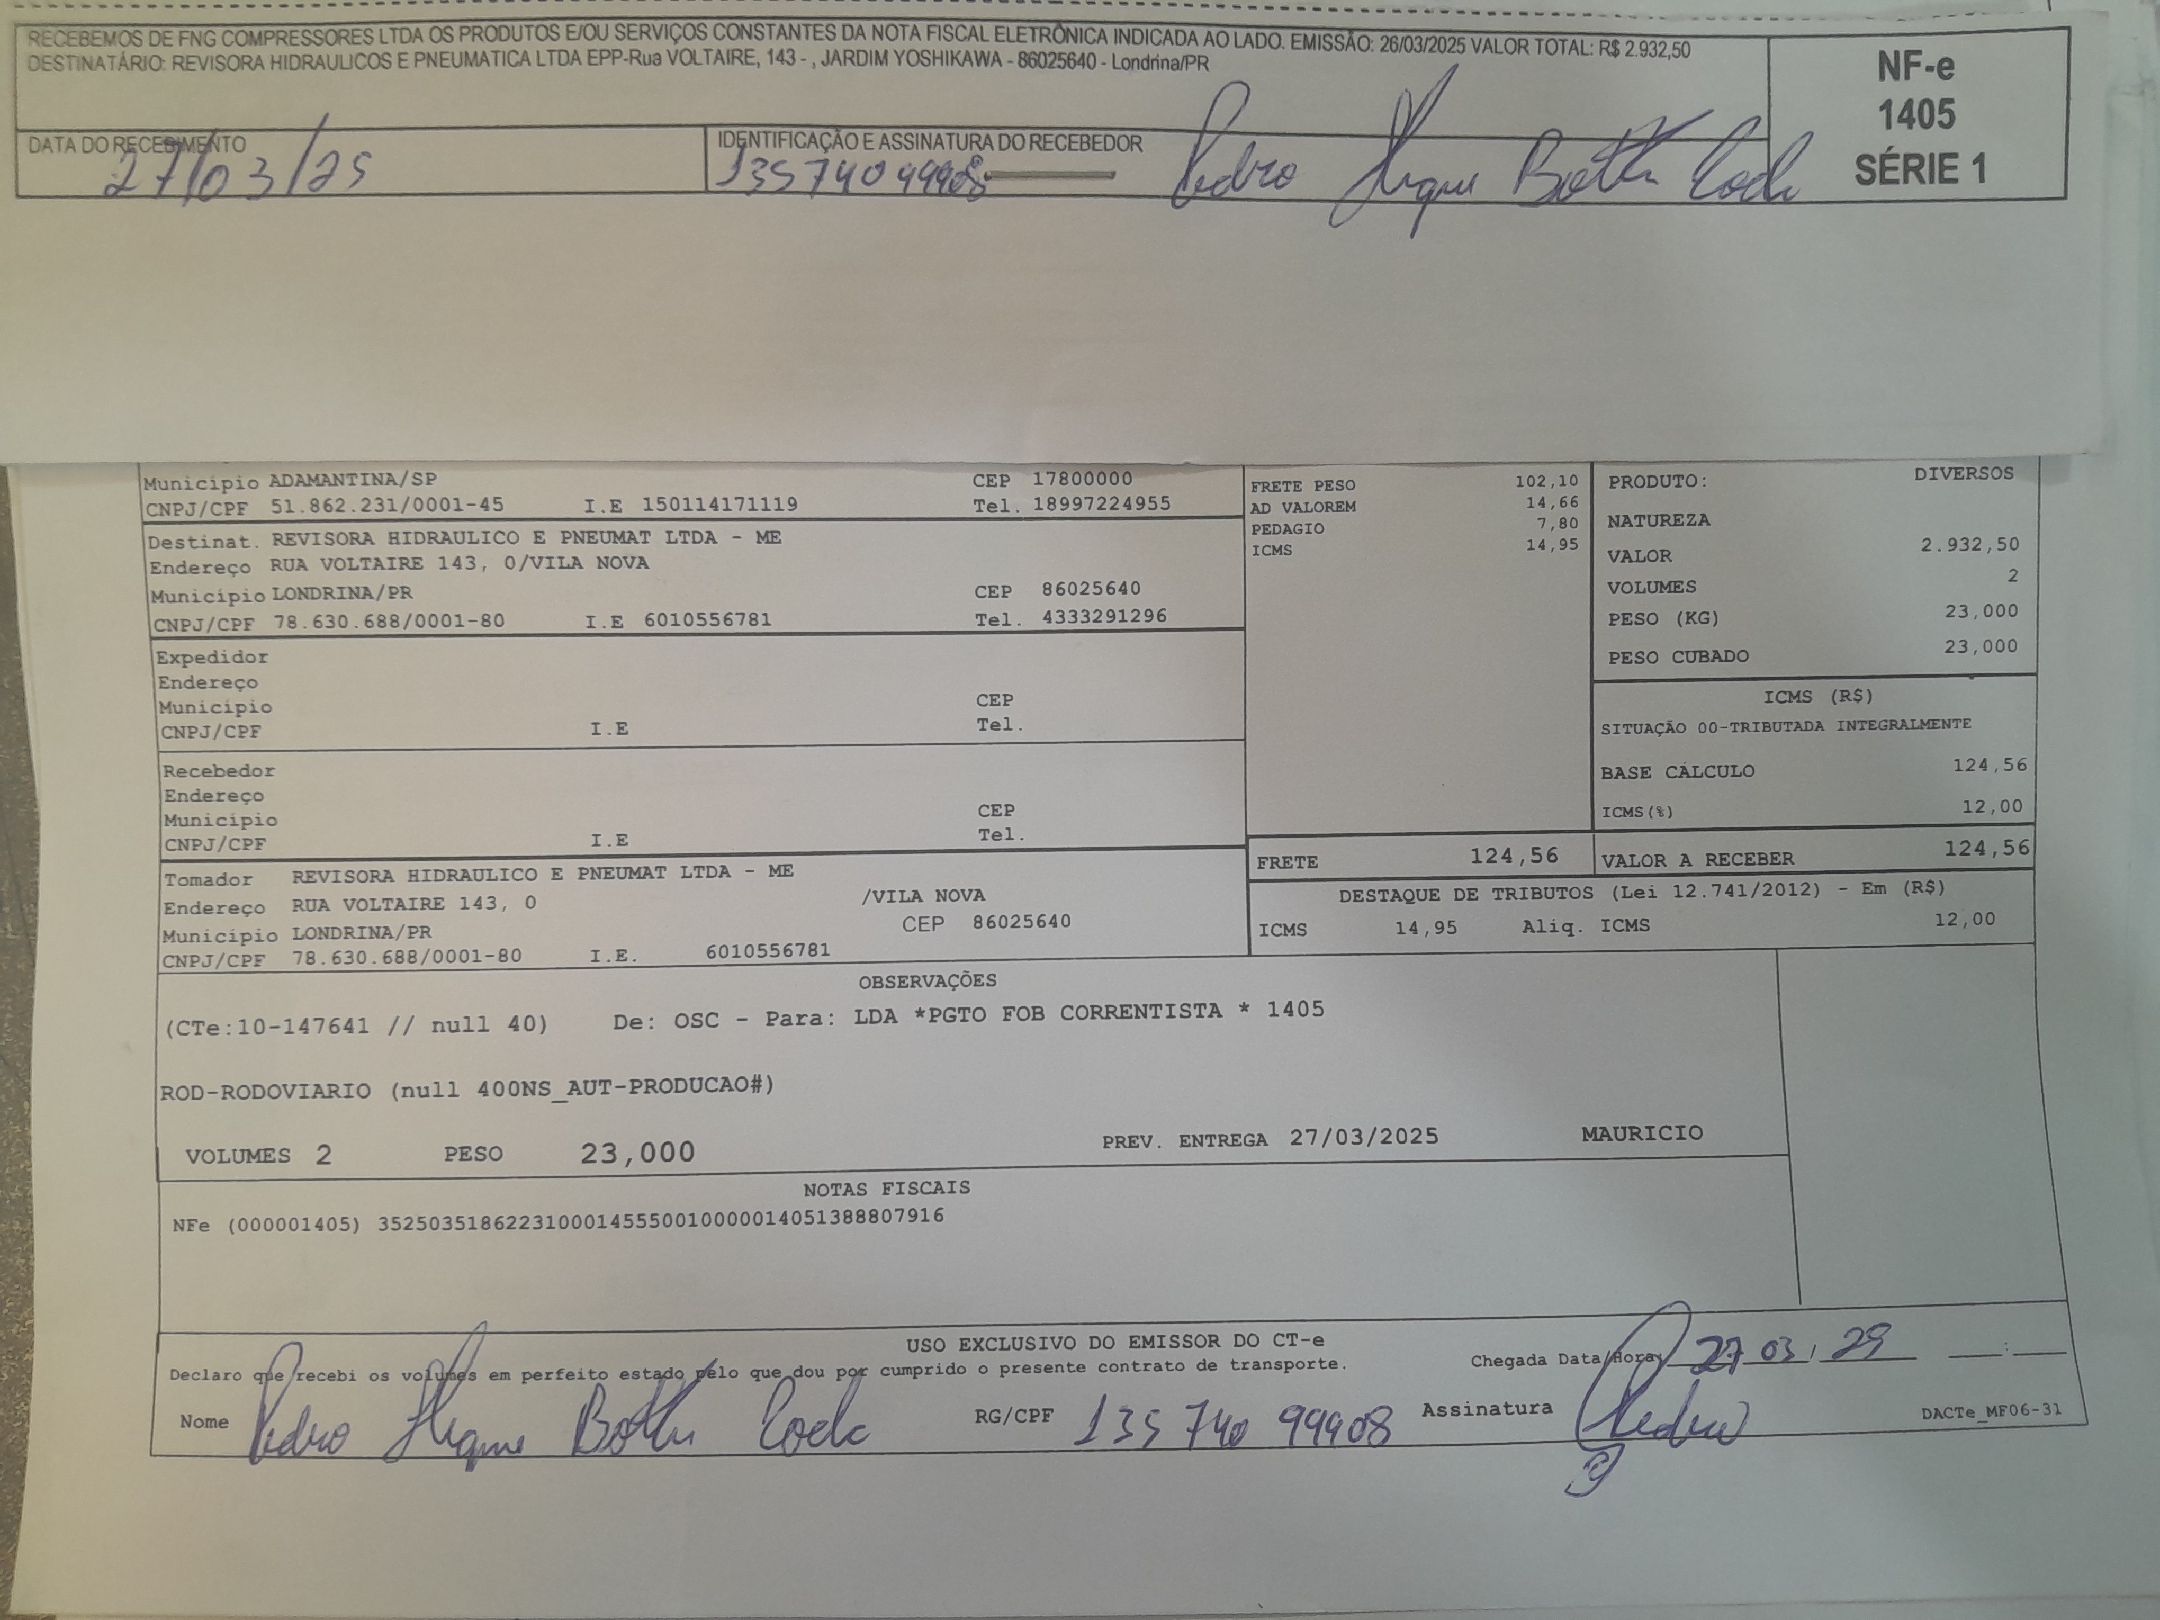 RECEBEMOS DE FNG COMPRESSORES LTDA OS PRODUTOS E/OU SERVIÇOS CONSTANTES DA NOTA FISCAL ELETRÔNICA INDICADA AO LADO. EMISSÃO: 26/03/2025 VALOR TOTAL: R$ 2.932,50
DESTINATÁRIO: REVISORA HIDRAULICOS E PNEUMATICA LTDA EPP-Rua VOLTAIRE, 143 - , JARDIM YOSHIKAWA - 86025640 - Londrina/PR
NF-e
1405
SÉRIE 1
DATA DO RECEBIMENTO
27/03/25
IDENTIFICAÇÃO E ASSINATURA DO RECEBEDOR
13574099908 Pedro
Município ADAMANTINA/SP CEP 17800000
CNPJ/CPF 51.862.231/0001-45 I.E 150114171119 Tel. 18997224955
Destinat. REVISORA HIDRAULICO E PNEUMAT LTDA - ME
Endereço RUA VOLTAIRE 143, 0/VILA NOVA
Município LONDRINA/PR CEP 86025640
CNPJ/CPF 78.630.688/0001-80 I.E 6010556781 Tel. 4333291296
Expedidor
Endereço
Município CEP
CNPJ/CPF I.E Tel.
Recebedor
Endereço
Município CEP
CNPJ/CPF I.E Tel.
Tomador REVISORA HIDRAULICO E PNEUMAT LTDA - ME
Endereço RUA VOLTAIRE 143, 0 /VILA NOVA
Município LONDRINA/PR CEP 86025640
CNPJ/CPF 78.630.688/0001-80 I.E. 6010556781
FRETE PESO 102,10
AD VALOREM 14,66
PEDAGIO 7,80
ICMS 14,95
PRODUTO: DIVERSOS
NATUREZA
VALOR 2.932,50
VOLUMES 2
PESO (KG) 23,000
PESO CUBADO 23,000
ICMS (R$)
SITUAÇÃO 00-TRIBUTADA INTEGRALMENTE
BASE CÁLCULO 124,56
ICMS(%) 12,00
FRETE 124,56 VALOR A RECEBER 124,56
DESTAQUE DE TRIBUTOS (Lei 12.741/2012) - Em (R$)
ICMS 14,95 Aliq. ICMS 12,00
OBSERVAÇÕES
(CTe:10-147641 // null 40) De: OSC - Para: LDA *PGTO FOB CORRENTISTA * 1405
ROD-RODOVIARIO (null 400NS_AUT-PRODUCAO#)
VOLUMES 2 PESO 23,000 PREV. ENTREGA 27/03/2025 MAURICIO
NOTAS FISCAIS
NFe (000001405) 35250351862231000145550010000014051388807916
USO EXCLUSIVO DO EMISSOR DO CT-e
Declaro que recebi os volumes em perfeito estado pelo que dou por cumprido o presente contrato de transporte.
Chegada Data/Hora 27 03
Nome Pedro RG/CPF 135 740 99908 Assinatura Pedro
DACTe_MF06-31